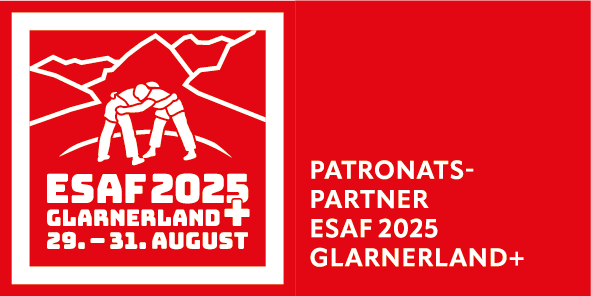 ESAF 2025
GLARNERLAND+
29. – 31. AUGUST
PATRONATS-
PARTNER
ESAF 2025
GLARNERLAND+